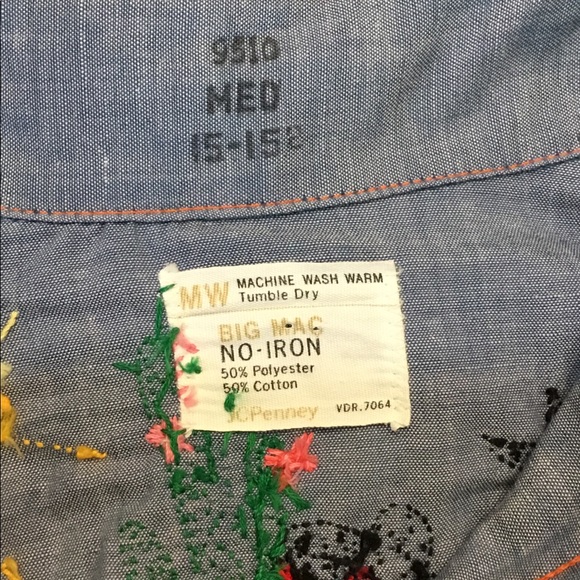 9510
MED
15-15½
MW MACHINE WASH WARM
Tumble Dry
BIG MAC
NO-IRON
50% Polyester
50% Cotton
JCPenney VDR.7064